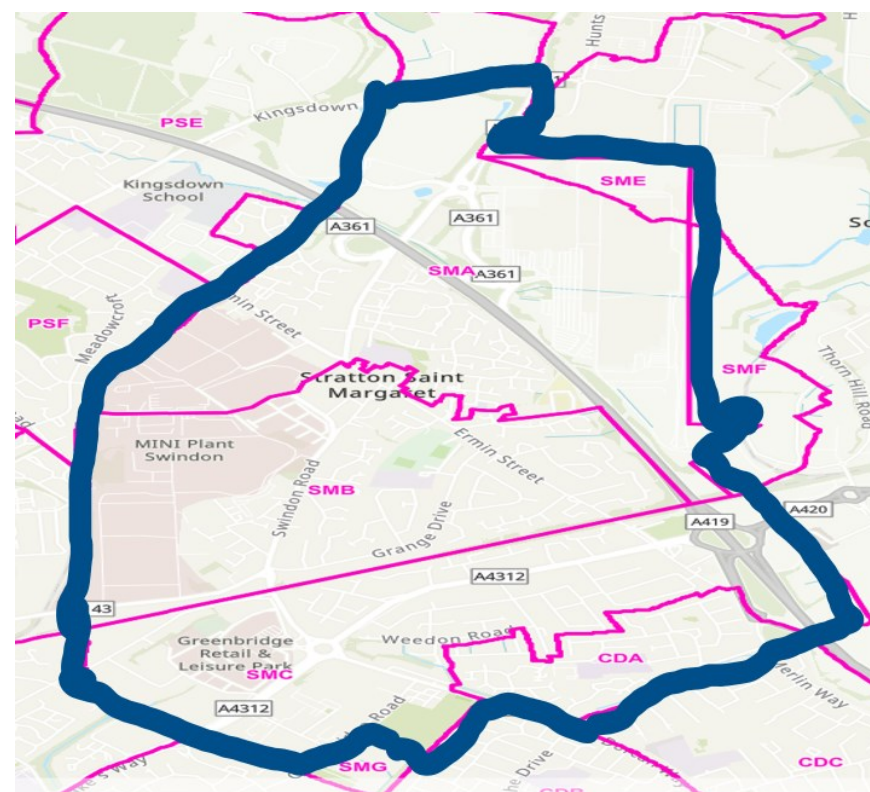 Hunts
Kingsdown
PSE
Kingsdown
School
SME
A361
A361
SMA
A361
Ermin Street
PSF
Meadowcroft
SMF
Thorn Hill Road
Stratton Saint
Margaret
MINI Plant
Swindon
Ermin Street
Swindon Road
SMB
Grange Drive
A419
A420
A4312
43
Weedon Road
Greenbridge
Retail &
Leisure Park
SMC
CDA
Merlin Way
A4312
Road
SMG
Drive
CDC